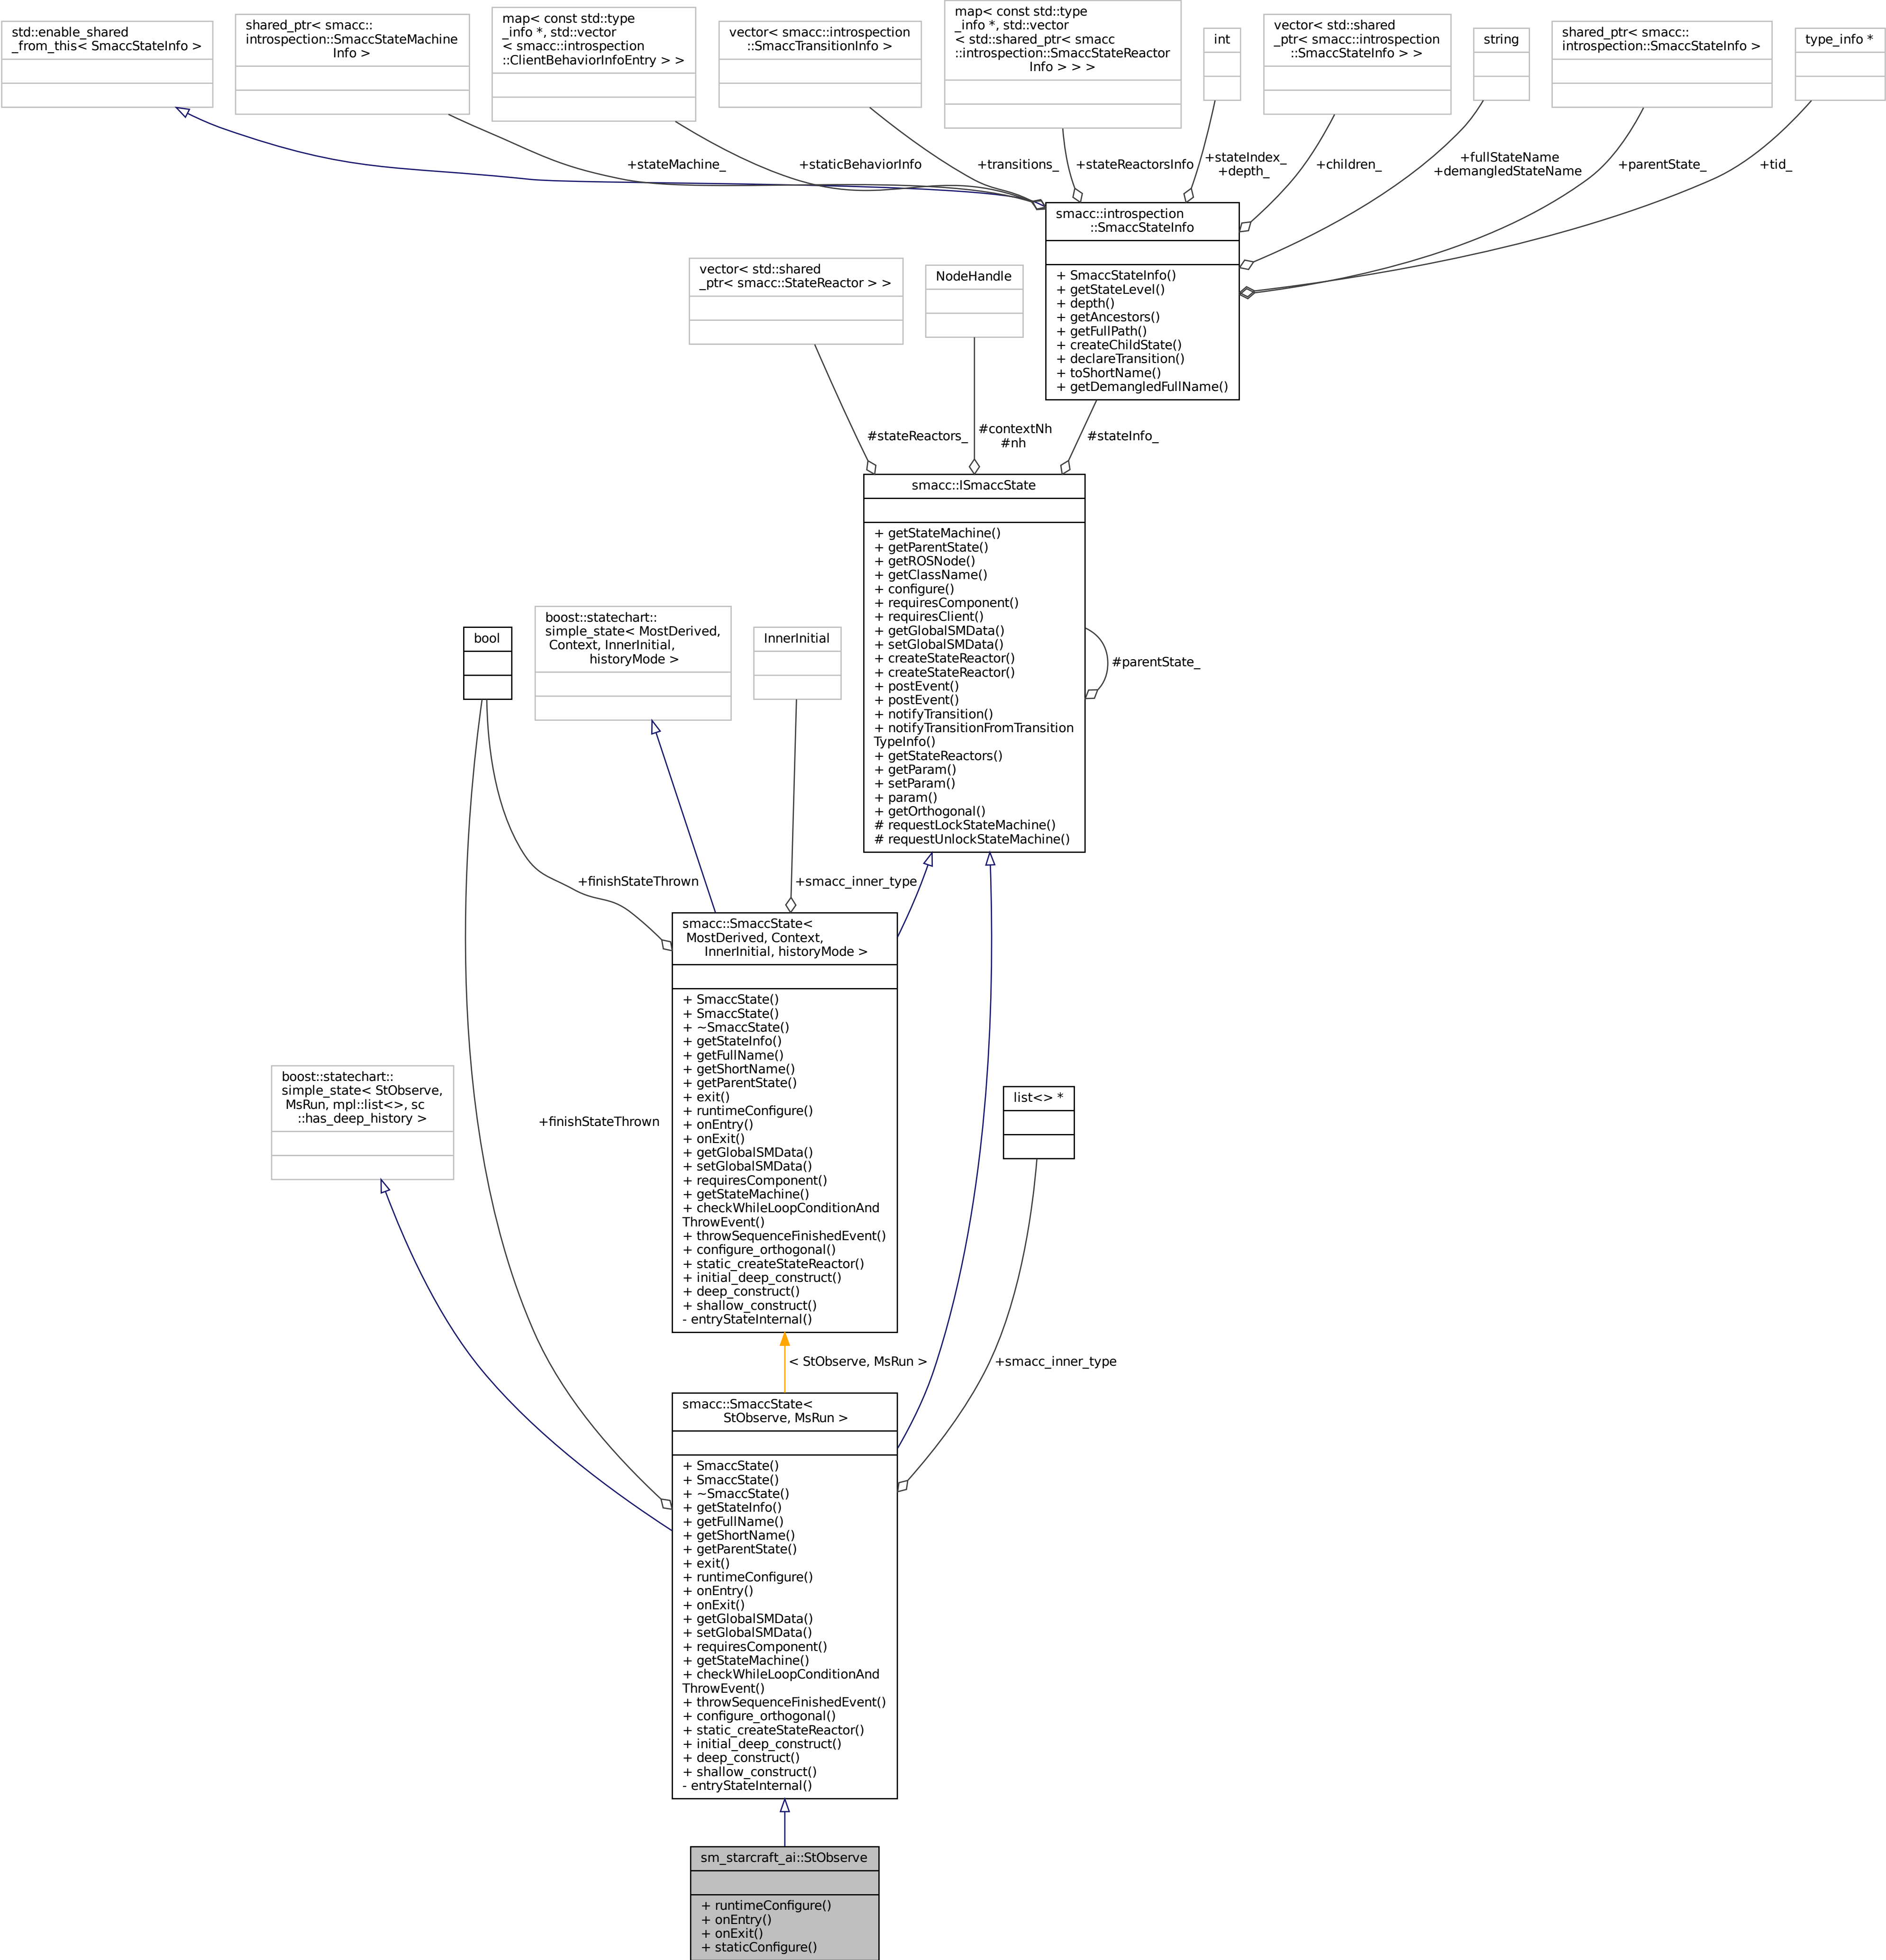 std::enable_shared
_from_this< SmaccStateInfo >
shared_ptr< smacc::
introspection::SmaccStateMachine
Info >
map< const std::type
_info *, std::vector
< smacc::introspection
::ClientBehaviorInfoEntry > >
vector< smacc::introspection
::SmaccTransitionInfo >
map< const std::type
_info *, std::vector
< std::shared_ptr< smacc
::introspection::SmaccStateReactor
Info > > >
int
vector< std::shared
_ptr< smacc::introspection
::SmaccStateInfo > >
string
shared_ptr< smacc::
introspection::SmaccStateInfo >
type_info *
+stateMachine_
+staticBehaviorInfo
+transitions_
+stateReactorsInfo
+stateIndex_
+depth_
+children_
+fullStateName
+demangledStateName
+parentState_
+tid_
smacc::introspection
::SmaccStateInfo
+ SmaccStateInfo()
+ getStateLevel()
+ depth()
+ getAncestors()
+ getFullPath()
+ createChildState()
+ declareTransition()
+ toShortName()
+ getDemangledFullName()
vector< std::shared
_ptr< smacc::StateReactor > >
NodeHandle
#stateReactors_
#contextNh
#nh
#stateInfo_
smacc::ISmaccState
+ getStateMachine()
+ getParentState()
+ getROSNode()
+ getClassName()
+ configure()
+ requiresComponent()
+ requiresClient()
+ getGlobalSMData()
+ setGlobalSMData()
+ createStateReactor()
+ createStateReactor()
+ postEvent()
+ postEvent()
+ notifyTransition()
+ notifyTransitionFromTransition
TypeInfo()
+ getStateReactors()
+ getParam()
+ setParam()
+ param()
+ getOrthogonal()
# requestLockStateMachine()
# requestUnlockStateMachine()
#parentState_
bool
boost::statechart::
simple_state< MostDerived,
Context, InnerInitial,
historyMode >
InnerInitial
+finishStateThrown
+smacc_inner_type
smacc::SmaccState<
MostDerived, Context,
InnerInitial, historyMode >
+ SmaccState()
+ SmaccState()
+ ~SmaccState()
+ getStateInfo()
+ getFullName()
+ getShortName()
+ getParentState()
+ exit()
+ runtimeConfigure()
+ onEntry()
+ onExit()
+ getGlobalSMData()
+ setGlobalSMData()
+ requiresComponent()
+ getStateMachine()
+ checkWhileLoopConditionAnd
ThrowEvent()
+ throwSequenceFinishedEvent()
+ configure_orthogonal()
+ static_createStateReactor()
+ initial_deep_construct()
+ deep_construct()
+ shallow_construct()
- entryStateInternal()
boost::statechart::
simple_state< StObserve,
MsRun, mpl::list<>, sc
::has_deep_history >
+finishStateThrown
list<> *
< StObserve, MsRun >
+smacc_inner_type
smacc::SmaccState<
StObserve, MsRun >
+ SmaccState()
+ SmaccState()
+ ~SmaccState()
+ getStateInfo()
+ getFullName()
+ getShortName()
+ getParentState()
+ exit()
+ runtimeConfigure()
+ onEntry()
+ onExit()
+ getGlobalSMData()
+ setGlobalSMData()
+ requiresComponent()
+ getStateMachine()
+ checkWhileLoopConditionAnd
ThrowEvent()
+ throwSequenceFinishedEvent()
+ configure_orthogonal()
+ static_createStateReactor()
+ initial_deep_construct()
+ deep_construct()
+ shallow_construct()
- entryStateInternal()
sm_starcraft_ai::StObserve
+ runtimeConfigure()
+ onEntry()
+ onExit()
+ staticConfigure()